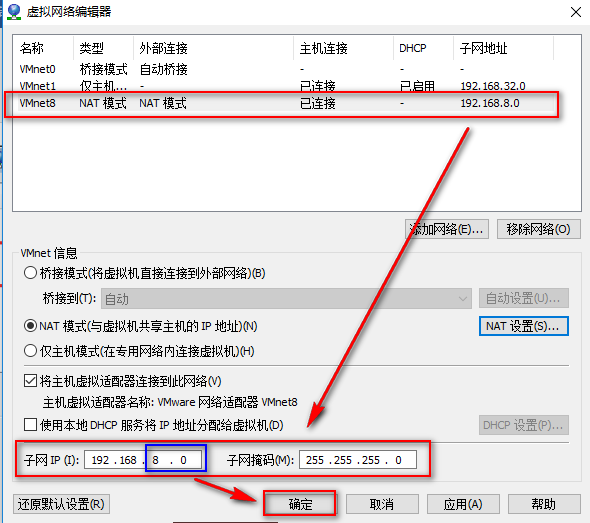 虚拟网络编辑器
名称 类型 外部连接 主机连接 DHCP 子网地址
VMnet0 桥接模式 自动桥接 - - -
VMnet1 仅主机... - 已连接 已启用 192.168.32.0
VMnet8 NAT 模式 NAT 模式 已连接 - 192.168.8.0
添加网络(E)... 移除网络(O)
VMnet 信息
桥接模式(将虚拟机直接连接到外部网络)(B)
桥接到(T): 自动 自动设置(U)...
NAT 模式(与虚拟机共享主机的 IP 地址)(N) NAT 设置(S)...
仅主机模式(在专用网络内连接虚拟机)(H)
将主机虚拟适配器连接到此网络(V)
主机虚拟适配器名称: VMware 网络适配器 VMnet8
使用本地 DHCP 服务将 IP 地址分配给虚拟机(D) DHCP 设置(P)...
子网 IP (I): 192 .168 . 8 . 0 子网掩码(M): 255 .255 .255 . 0
还原默认设置(R) 确定 取消 应用(A) 帮助